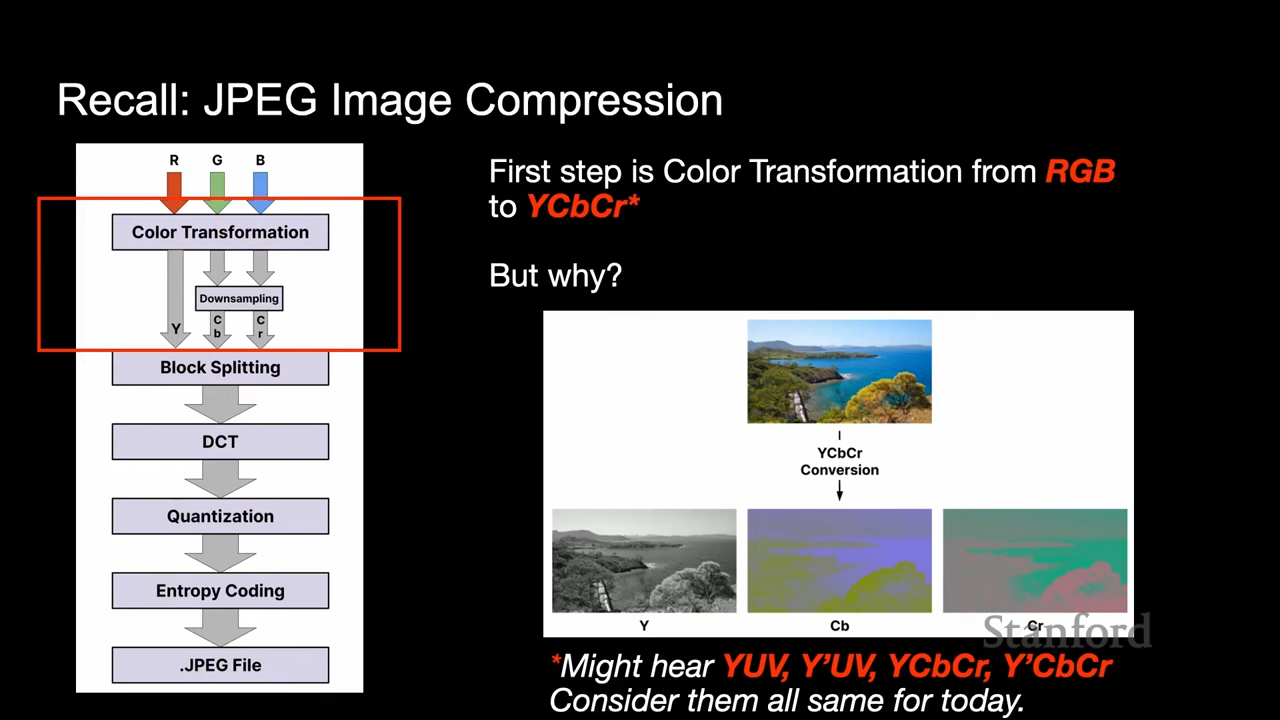 Recall: JPEG Image Compression
R G B
Color Transformation
Downsampling
Y
C
b
C
r
Block Splitting
DCT
Quantization
Entropy Coding
.JPEG File
First step is Color Transformation from RGB
to YCbCr*
But why?
YCbCr
Conversion
Y Cb Cr
Stanford
*Might hear YUV, Y'UV, YCbCr, Y'CbCr
Consider them all same for today.